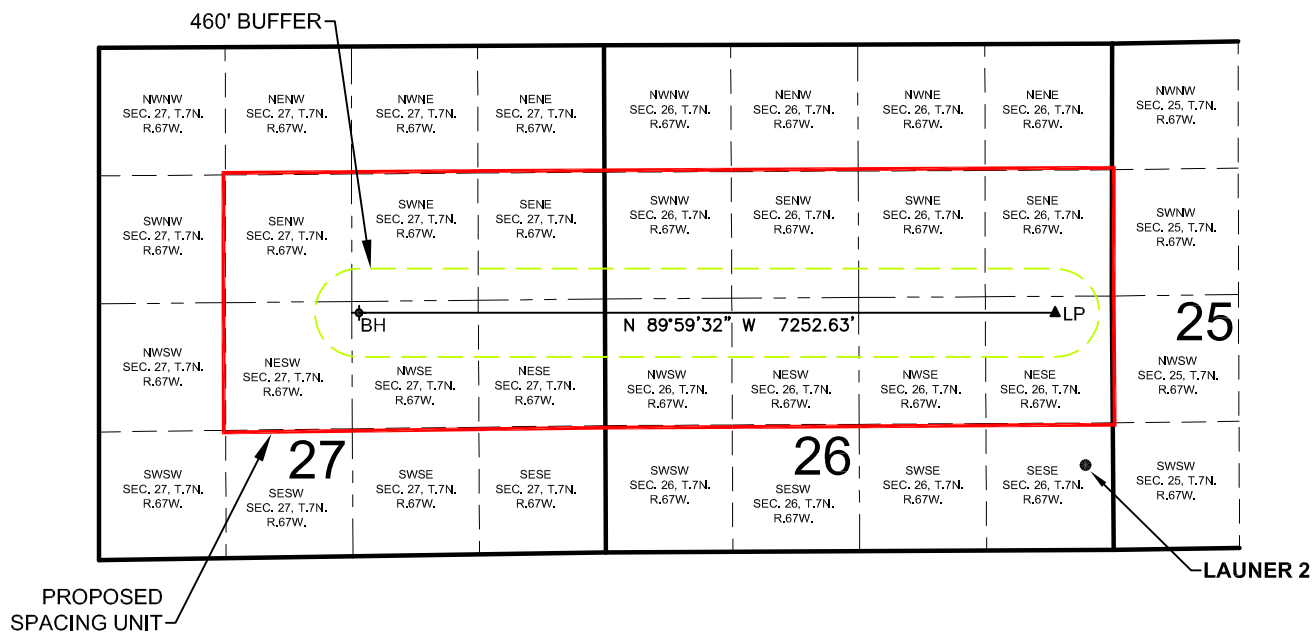 460' BUFFER
NWNW
SEC. 27, T.7N.
R.67W.
NENW
SEC. 27, T.7N.
R.67W.
NWNE
SEC. 27, T.7N.
R.67W.
NENE
SEC. 27, T.7N.
R.67W.
NWNW
SEC. 26, T.7N.
R.67W.
NENW
SEC. 26, T.7N.
R.67W.
NWNE
SEC. 26, T.7N.
R.67W.
NENE
SEC. 26, T.7N.
R.67W.
NWNW
SEC. 25, T.7N.
R.67W.
SWNW
SEC. 27, T.7N.
R.67W.
SENW
SEC. 27, T.7N.
R.67W.
SWNE
SEC. 27, T.7N.
R.67W.
SENE
SEC. 27, T.7N.
R.67W.
SWNW
SEC. 26, T.7N.
R.67W.
SENW
SEC. 26, T.7N.
R.67W.
SWNE
SEC. 26, T.7N.
R.67W.
SENE
SEC. 26, T.7N.
R.67W.
SWNW
SEC. 25, T.7N.
R.67W.
BH
N 89°59'32" W 7252.63'
LP
25
NWSW
SEC. 27, T.7N.
R.67W.
NESW
SEC. 27, T.7N.
R.67W.
NWSE
SEC. 27, T.7N.
R.67W.
NESE
SEC. 27, T.7N.
R.67W.
NWSW
SEC. 26, T.7N.
R.67W.
NESW
SEC. 26, T.7N.
R.67W.
NWSE
SEC. 26, T.7N.
R.67W.
NESE
SEC. 26, T.7N.
R.67W.
NWSW
SEC. 25, T.7N.
R.67W.
27
26
SWSW
SEC. 27, T.7N.
R.67W.
SESW
SEC. 27, T.7N.
R.67W.
SWSE
SEC. 27, T.7N.
R.67W.
SESE
SEC. 27, T.7N.
R.67W.
SWSW
SEC. 26, T.7N.
R.67W.
SESW
SEC. 26, T.7N.
R.67W.
SWSE
SEC. 26, T.7N.
R.67W.
SESE
SEC. 26, T.7N.
R.67W.
SWSW
SEC. 25, T.7N.
R.67W.
LAUNER 2
PROPOSED
SPACING UNIT